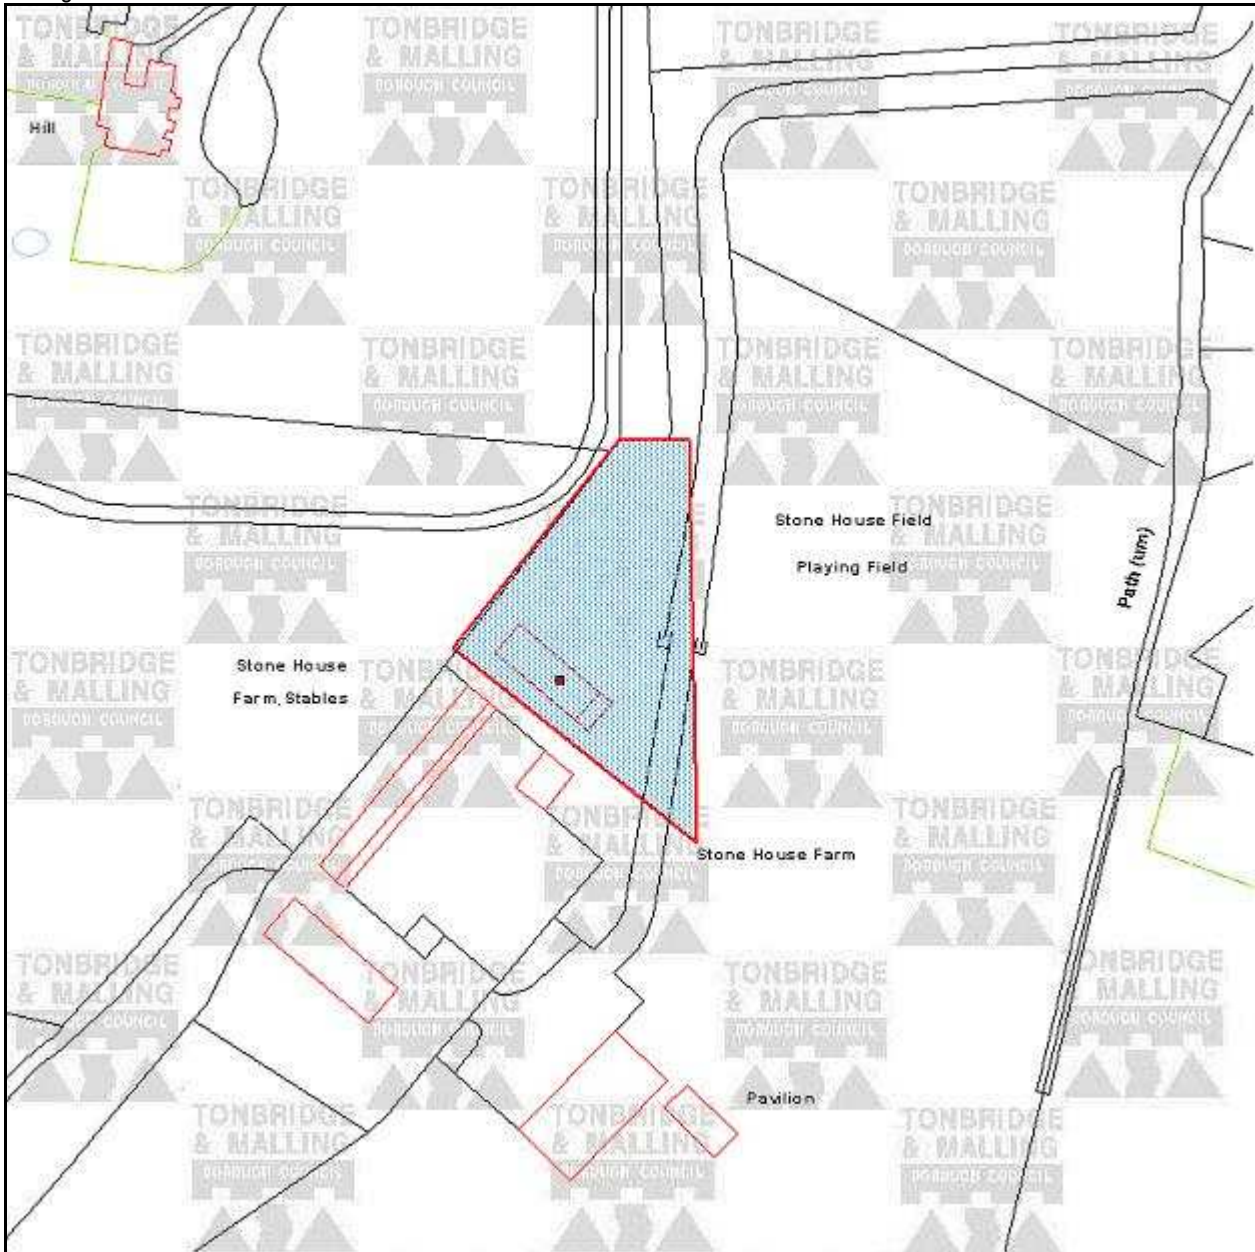 TONBRIDGE
& MALLING
BOROUGH COUNCIL
Hill
Stone House Field
Playing Field
Path (um)
Stone House
Farm, Stables
Stone House Farm
Pavilion